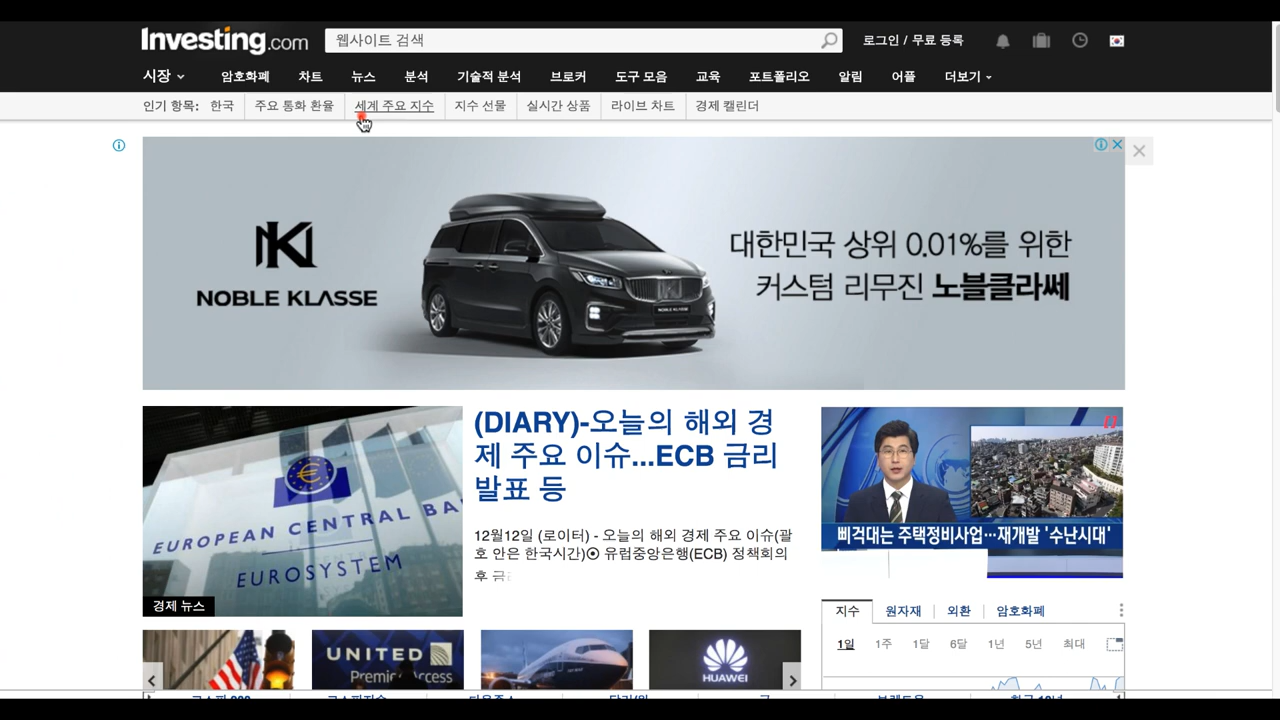 Investing.com
웹사이트 검색
로그인 / 무료 등록
시장 암호화폐 차트 뉴스 분석 기술적 분석 브로커 도구 모음 교육 포트폴리오 알림 어플 더보기
인기 항목: 한국 주요 통화 환율 세계 주요 지수 지수 선물 실시간 상품 라이브 차트 경제 캘린더
NK
NOBLE KLASSE
대한민국 상위 0.01%를 위한
커스텀 리무진 노블클라쎄
NOBLE KLASSE
EUROPEAN CENTRAL BA
EUROSYSTEM
경제 뉴스
(DIARY)-오늘의 해외 경
제 주요 이슈...ECB 금리
발표 등
12월12일 (로이터) - 오늘의 해외 경제 주요 이슈(괄
호 안은 한국시간)⦿ 유럽중앙은행(ECB) 정책회의
후
삐걱대는 주택정비사업…재개발 '수난시대'
지수 원자재 외환 암호화폐
1일 1주 1달 6달 1년 5년 최대
UNITED
Premic Access
HUAWEI